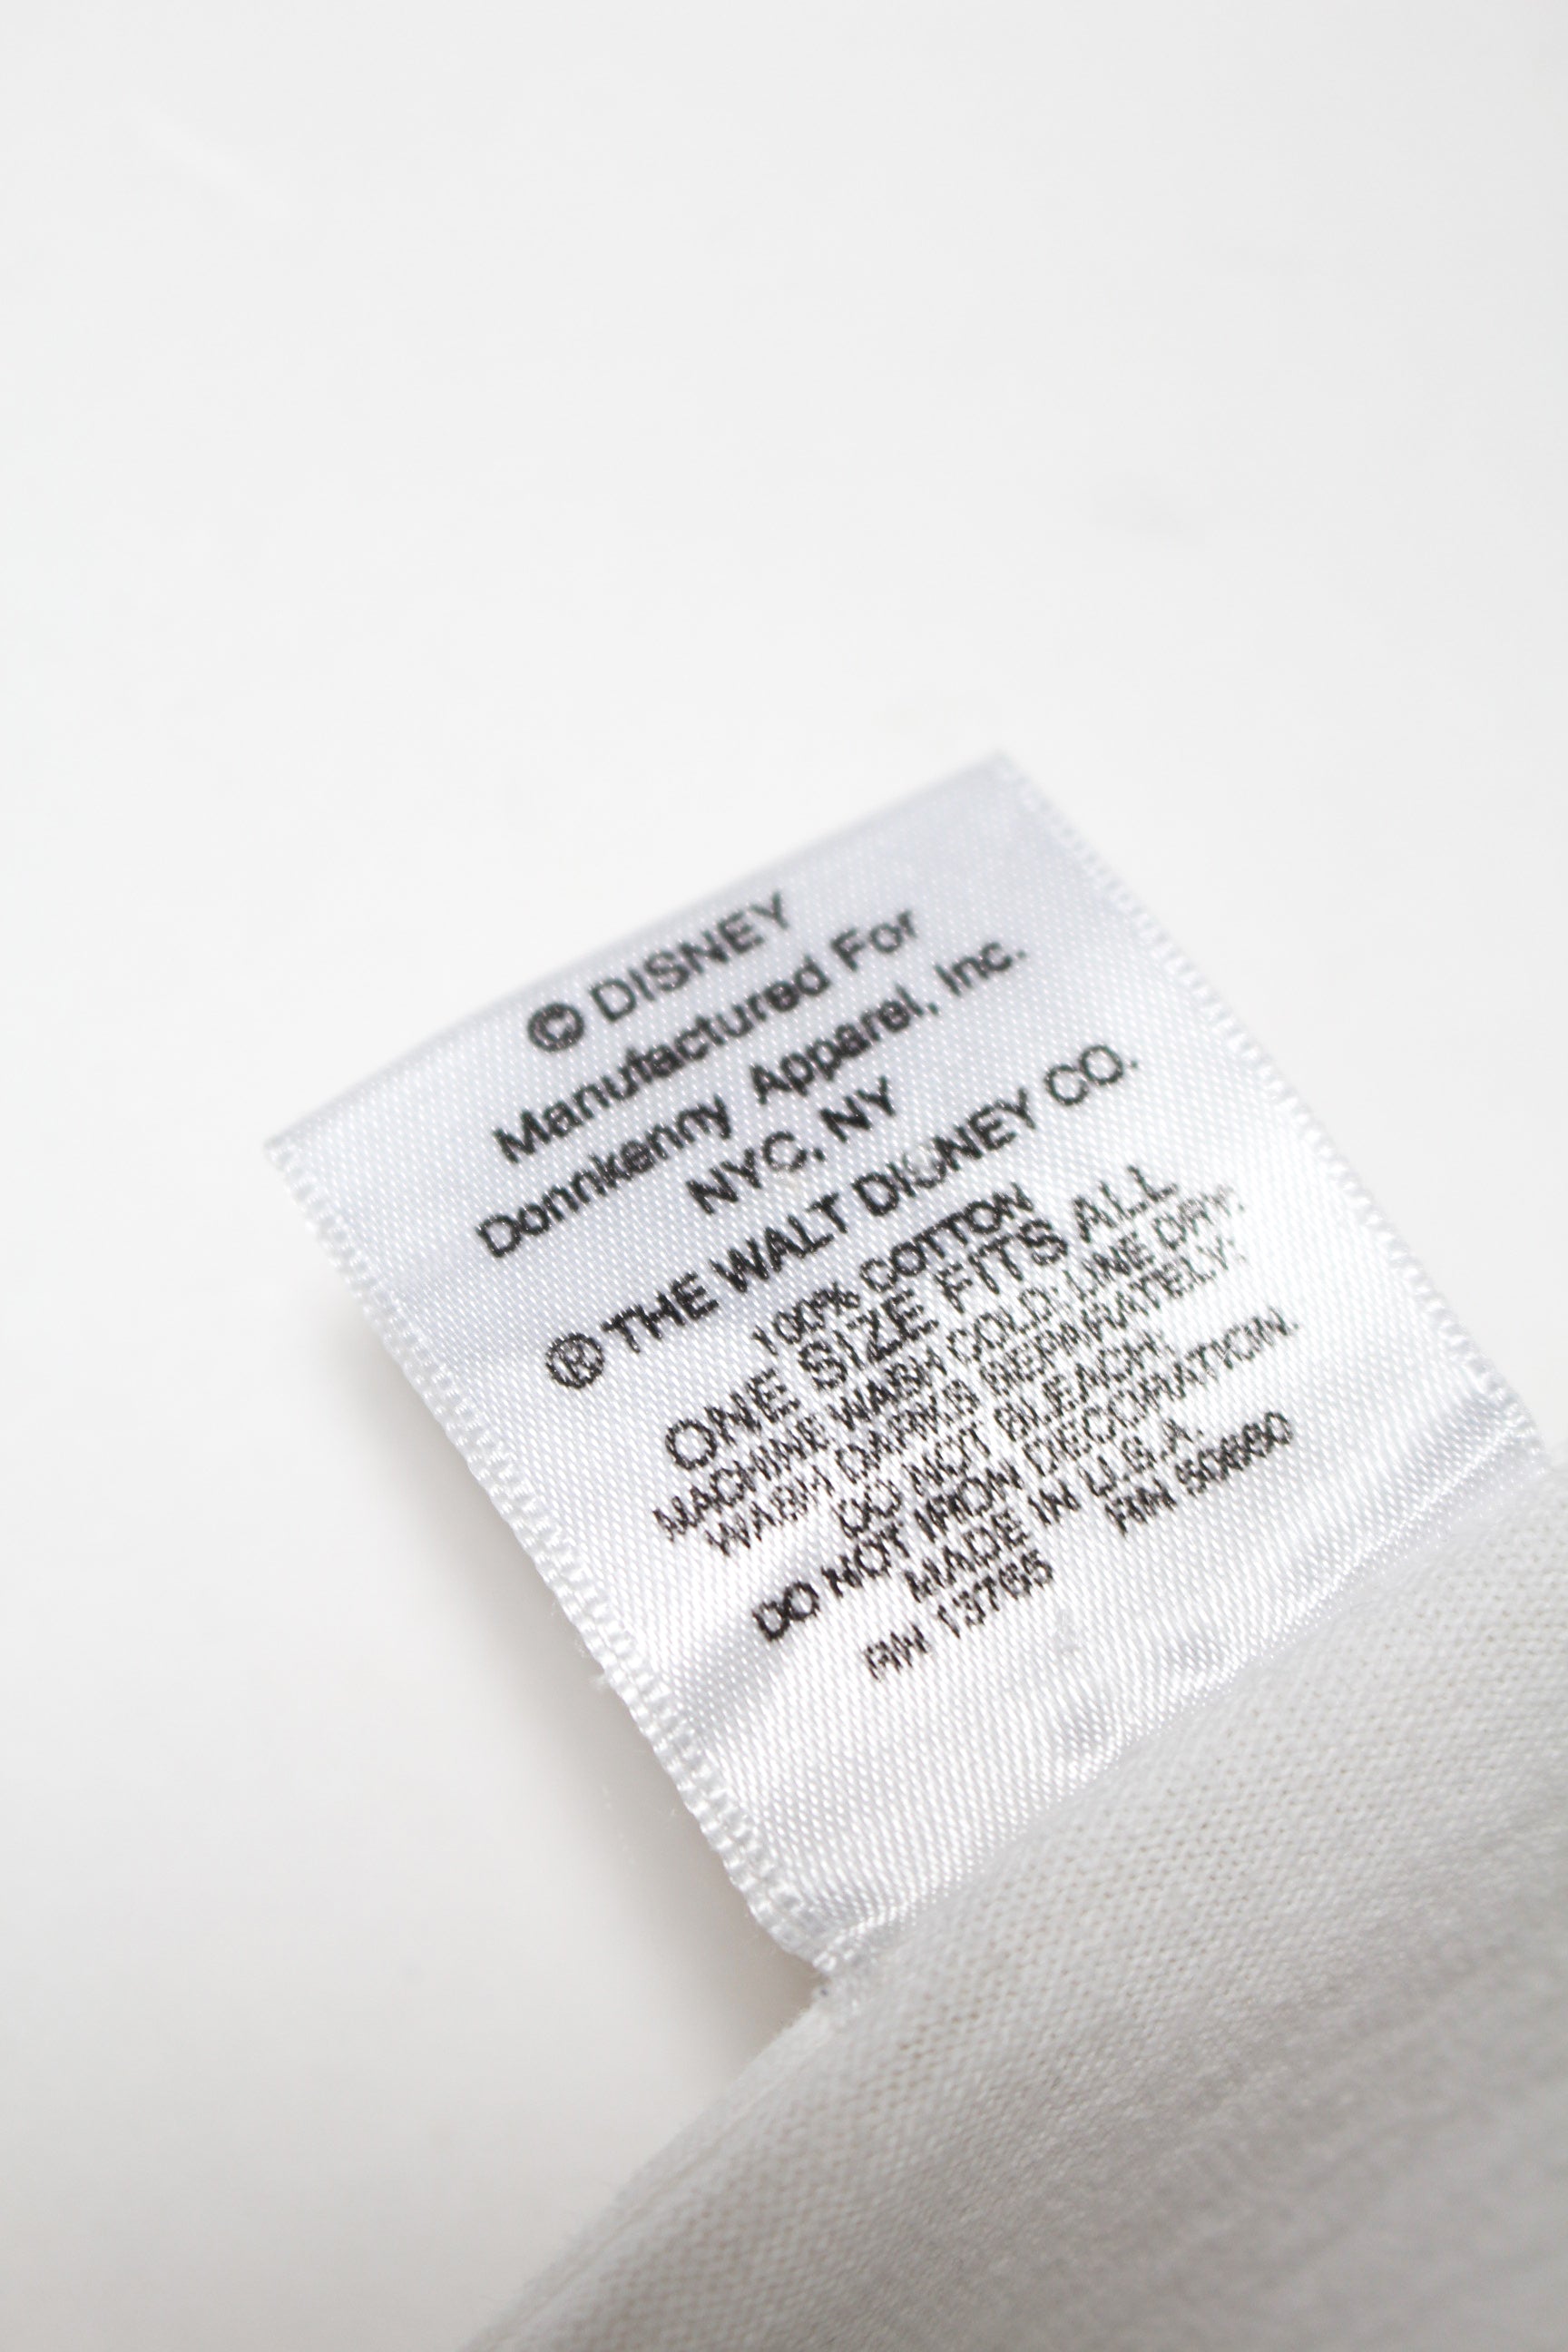 © DISNEY
Manufactured For
Donnkenny Apparel, Inc.
NYC, NY
® THE WALT DISNEY CO.
100% COTTON
ONE SIZE FITS ALL
MACHINE WASH COLD. LINE DRY.
WASH DARKS SEPARATELY.
DO NOT BLEACH.
DO NOT IRON DECORATION.
MADE IN U.S.A.
RN 13765 RN